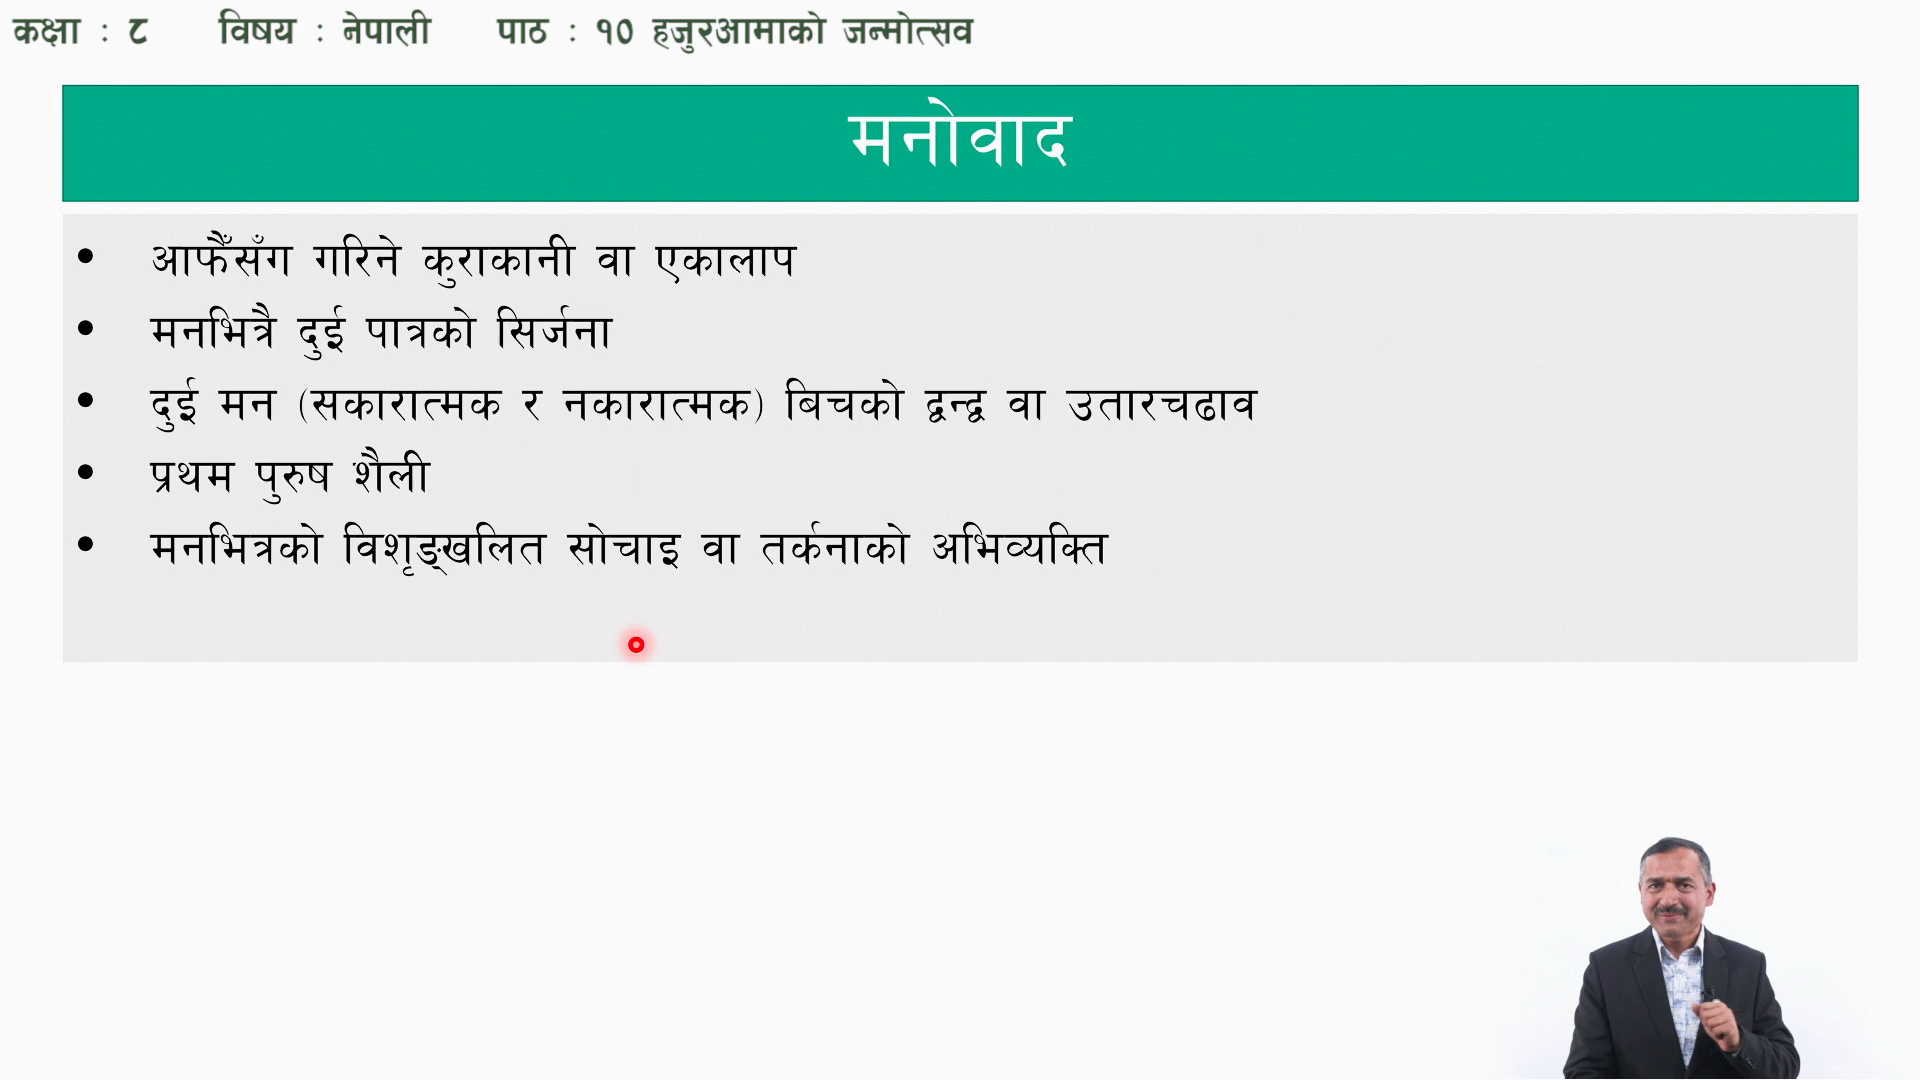 कक्षा : ८ विषय : नेपाली पाठ : १० हजुरआमाको जन्मोत्सव
मनोवाद
• आफैँसँग गरिने कुराकानी वा एकालाप
• मनभित्रै दुई पात्रको सिर्जना
• दुई मन (सकारात्मक र नकारात्मक) बिचको द्वन्द्व वा उतारचढाव
• प्रथम पुरुष शैली
• मनभित्रको विशृङ्खलित सोचाइ वा तर्कनाको अभिव्यक्ति